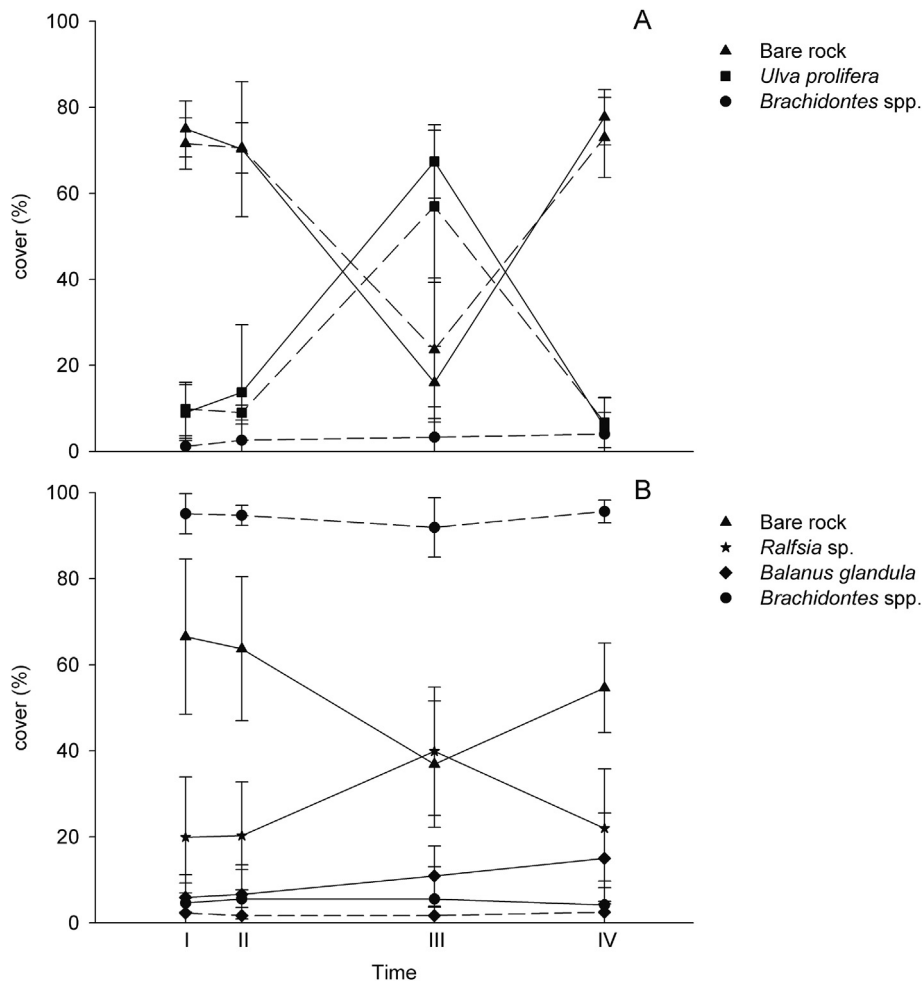 A
100
80
60
40
20
0
cover (%)
Bare rock
Ulva prolifera
Brachidontes spp.
B
100
80
60
40
20
0
cover (%)
Bare rock
Ralfsia sp.
Balanus glandula
Brachidontes spp.
I II III IV
Time